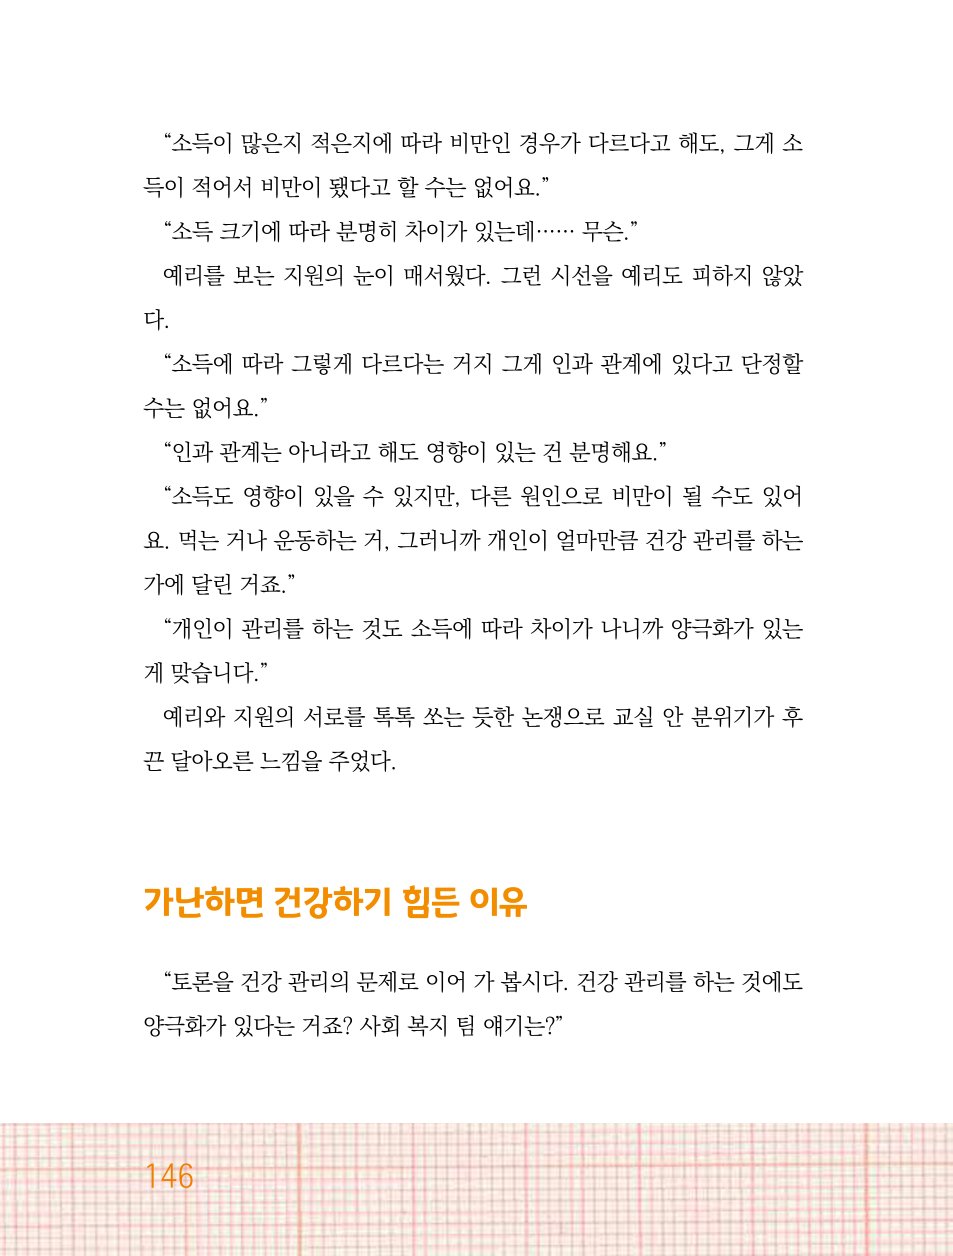 “소득이 많은지 적은지에 따라 비만인 경우가 다르다고 해도, 그게 소
득이 적어서 비만이 됐다고 할 수는 없어요.”
“소득 크기에 따라 분명히 차이가 있는데…… 무슨.”
예리를 보는 지원의 눈이 매서웠다. 그런 시선을 예리도 피하지 않았
다.
“소득에 따라 그렇게 다르다는 거지 그게 인과 관계에 있다고 단정할
수는 없어요.”
“인과 관계는 아니라고 해도 영향이 있는 건 분명해요.”
“소득도 영향이 있을 수 있지만, 다른 원인으로 비만이 될 수도 있어
요. 먹는 거나 운동하는 거, 그러니까 개인이 얼마만큼 건강 관리를 하는
가에 달린 거죠.”
“개인이 관리를 하는 것도 소득에 따라 차이가 나니까 양극화가 있는
게 맞습니다.”
예리와 지원의 서로를 톡톡 쏘는 듯한 논쟁으로 교실 안 분위기가 후
끈 달아오른 느낌을 주었다.
가난하면 건강하기 힘든 이유
“토론을 건강 관리의 문제로 이어 가 봅시다. 건강 관리를 하는 것에도
양극화가 있다는 거죠? 사회 복지 팀 얘기는?”
146